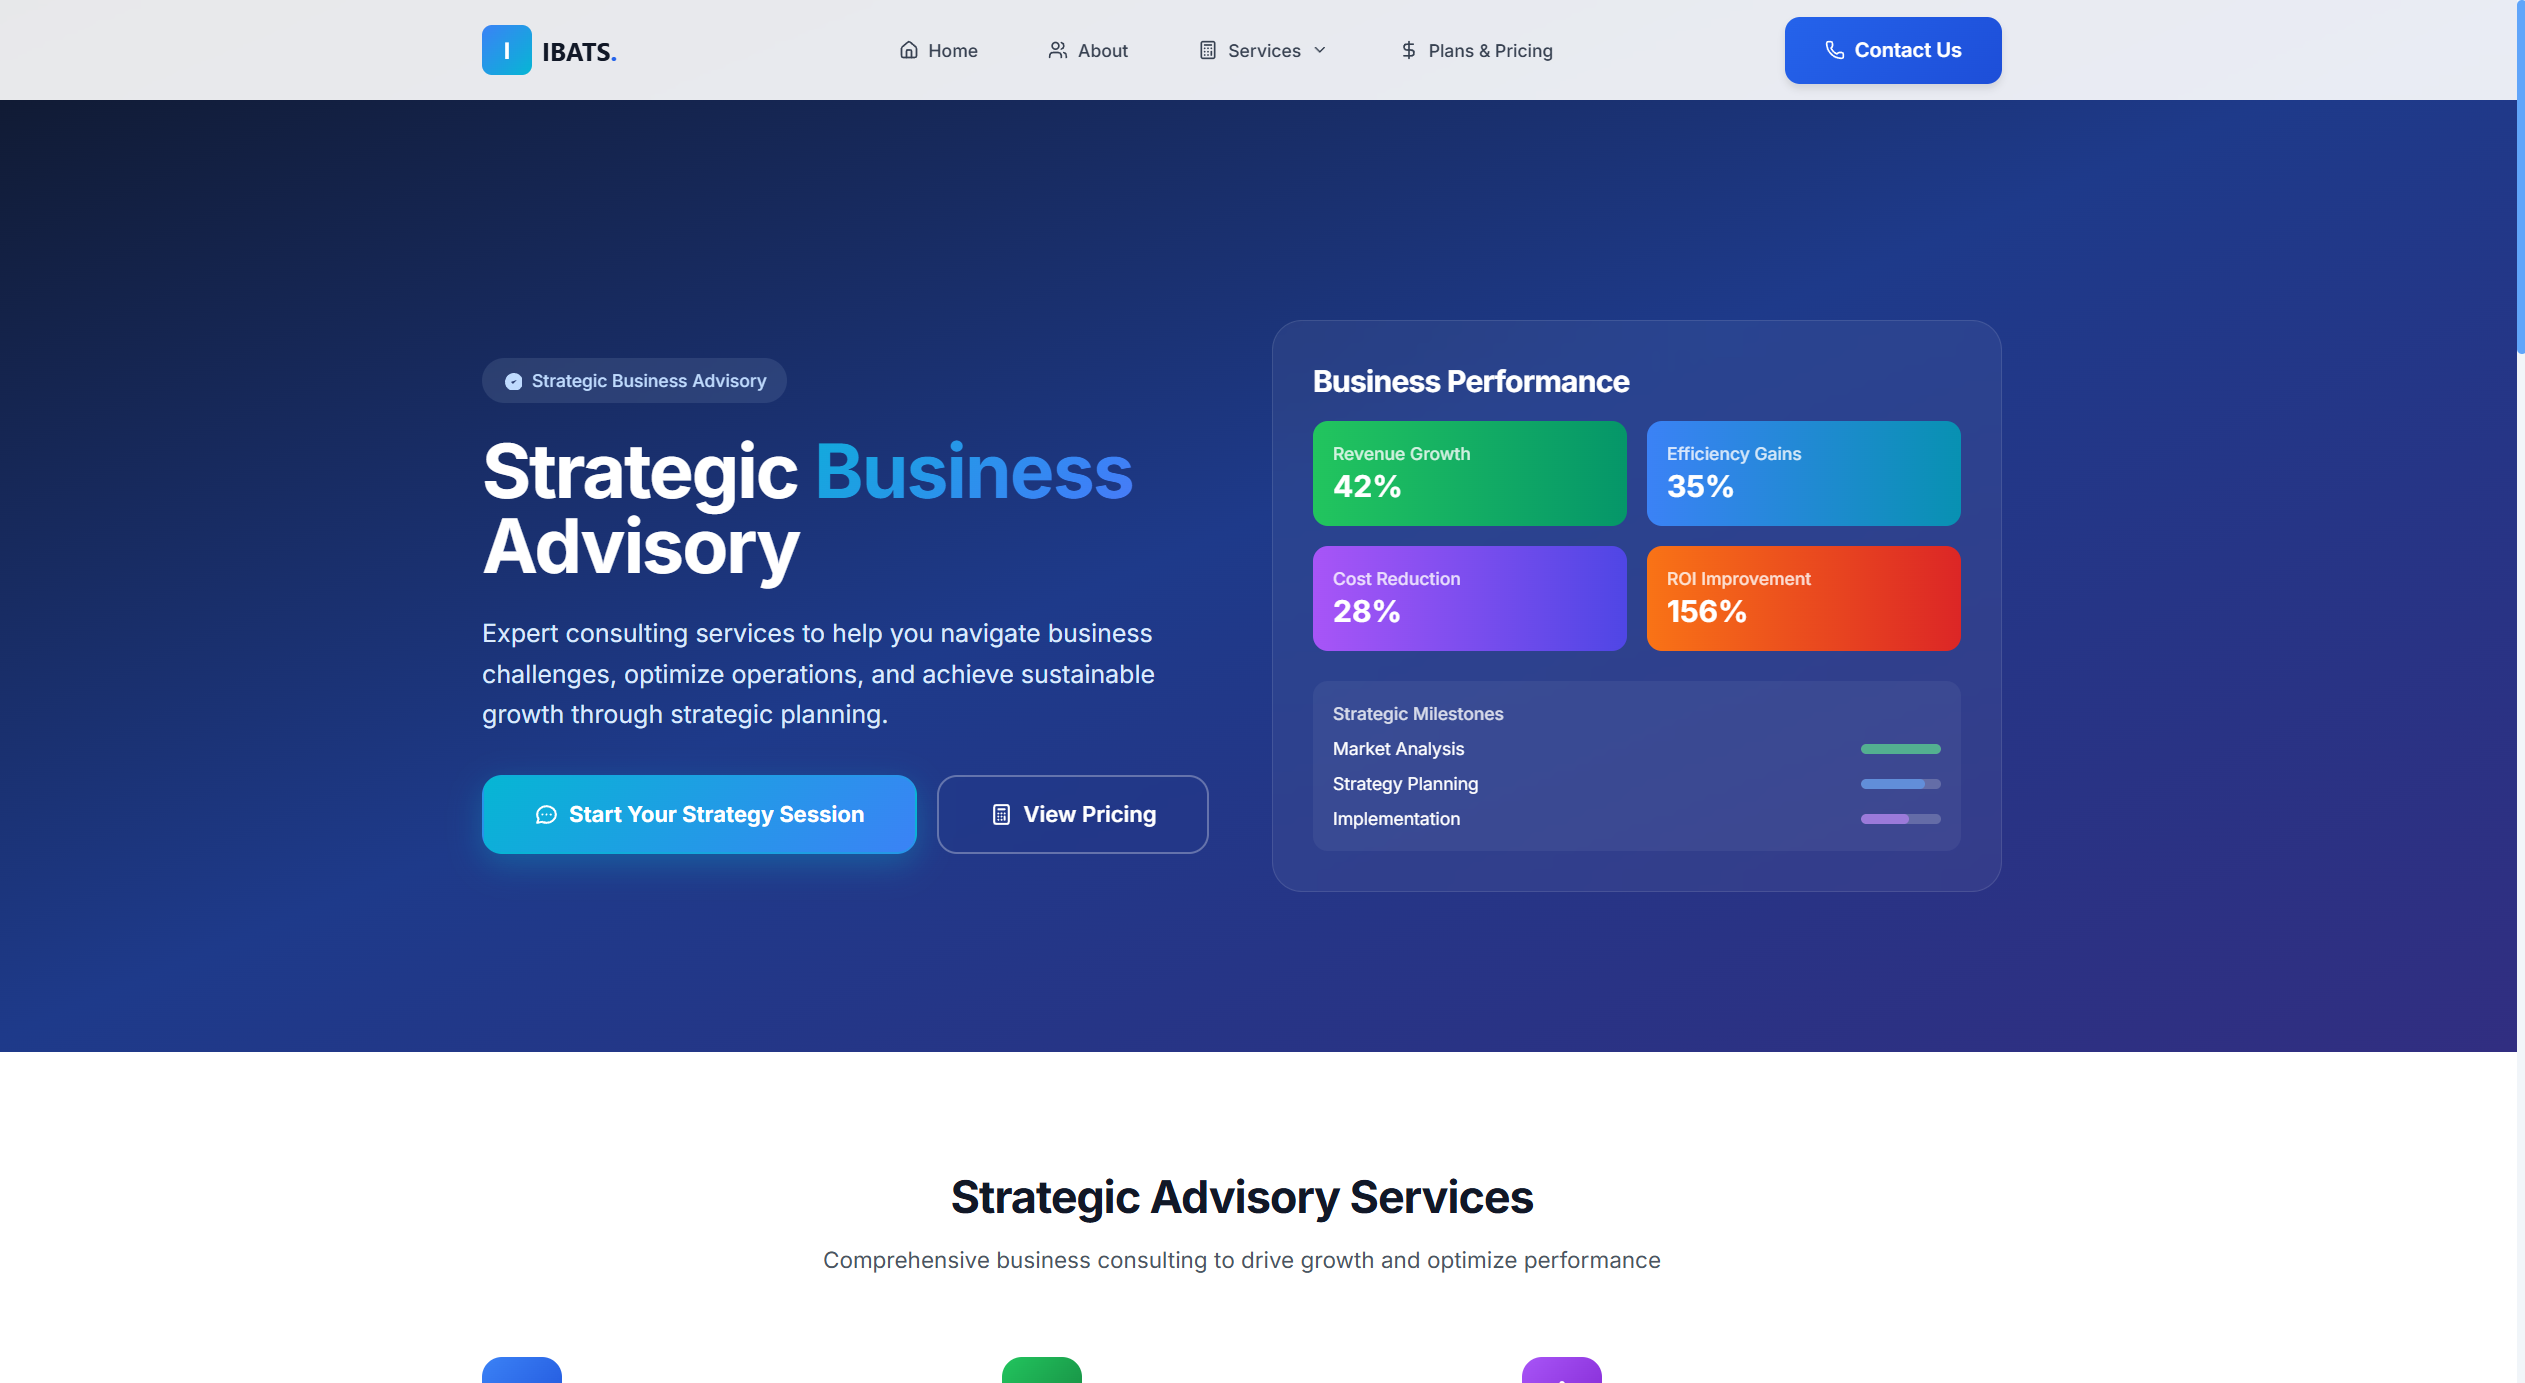 I
IBATS.
Home
About
Services
Plans & Pricing
Contact Us
Strategic Business Advisory
Strategic Business
Advisory
Expert consulting services to help you navigate business
challenges, optimize operations, and achieve sustainable
growth through strategic planning.
Start Your Strategy Session
View Pricing
Business Performance
Revenue Growth
42%
Efficiency Gains
35%
Cost Reduction
28%
ROI Improvement
156%
Strategic Milestones
Market Analysis
Strategy Planning
Implementation
Strategic Advisory Services
Comprehensive business consulting to drive growth and optimize performance